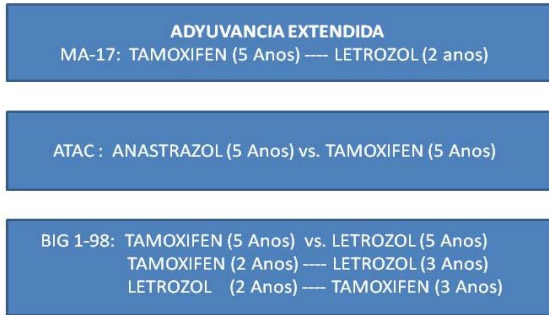 ADYUVANCIA EXTENDIDA
MA-17: TAMOXIFEN (5 Anos) ---- LETROZOL (2 anos)
ATAC : ANASTRAZOL (5 Anos) vs. TAMOXIFEN (5 Anos)
BIG 1-98: TAMOXIFEN (5 Anos) vs. LETROZOL (5 Anos)
TAMOXIFEN (2 Anos) ---- LETROZOL (3 Anos)
LETROZOL (2 Anos) ---- TAMOXIFEN (3 Anos)